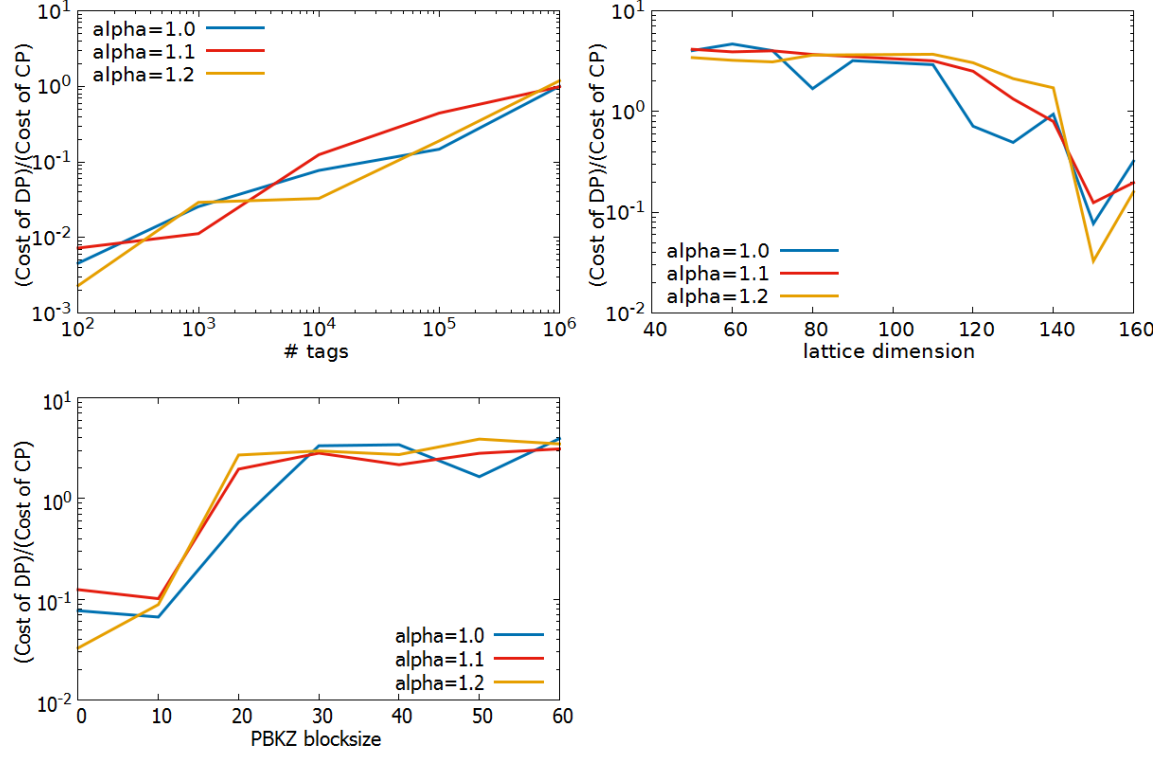 (Cost of DP)/(Cost of CP)
10^1
10^0
10^-1
10^-2
10^-3
alpha=1.0
alpha=1.1
alpha=1.2
10^2 10^3 10^4 10^5 10^6
# tags
(Cost of DP)/(Cost of CP)
10^1
10^0
10^-1
10^-2
alpha=1.0
alpha=1.1
alpha=1.2
40 60 80 100 120 140 160
lattice dimension
(Cost of DP)/(Cost of CP)
10^1
10^0
10^-1
10^-2
alpha=1.0
alpha=1.1
alpha=1.2
0 10 20 30 40 50 60
PBKZ blocksize